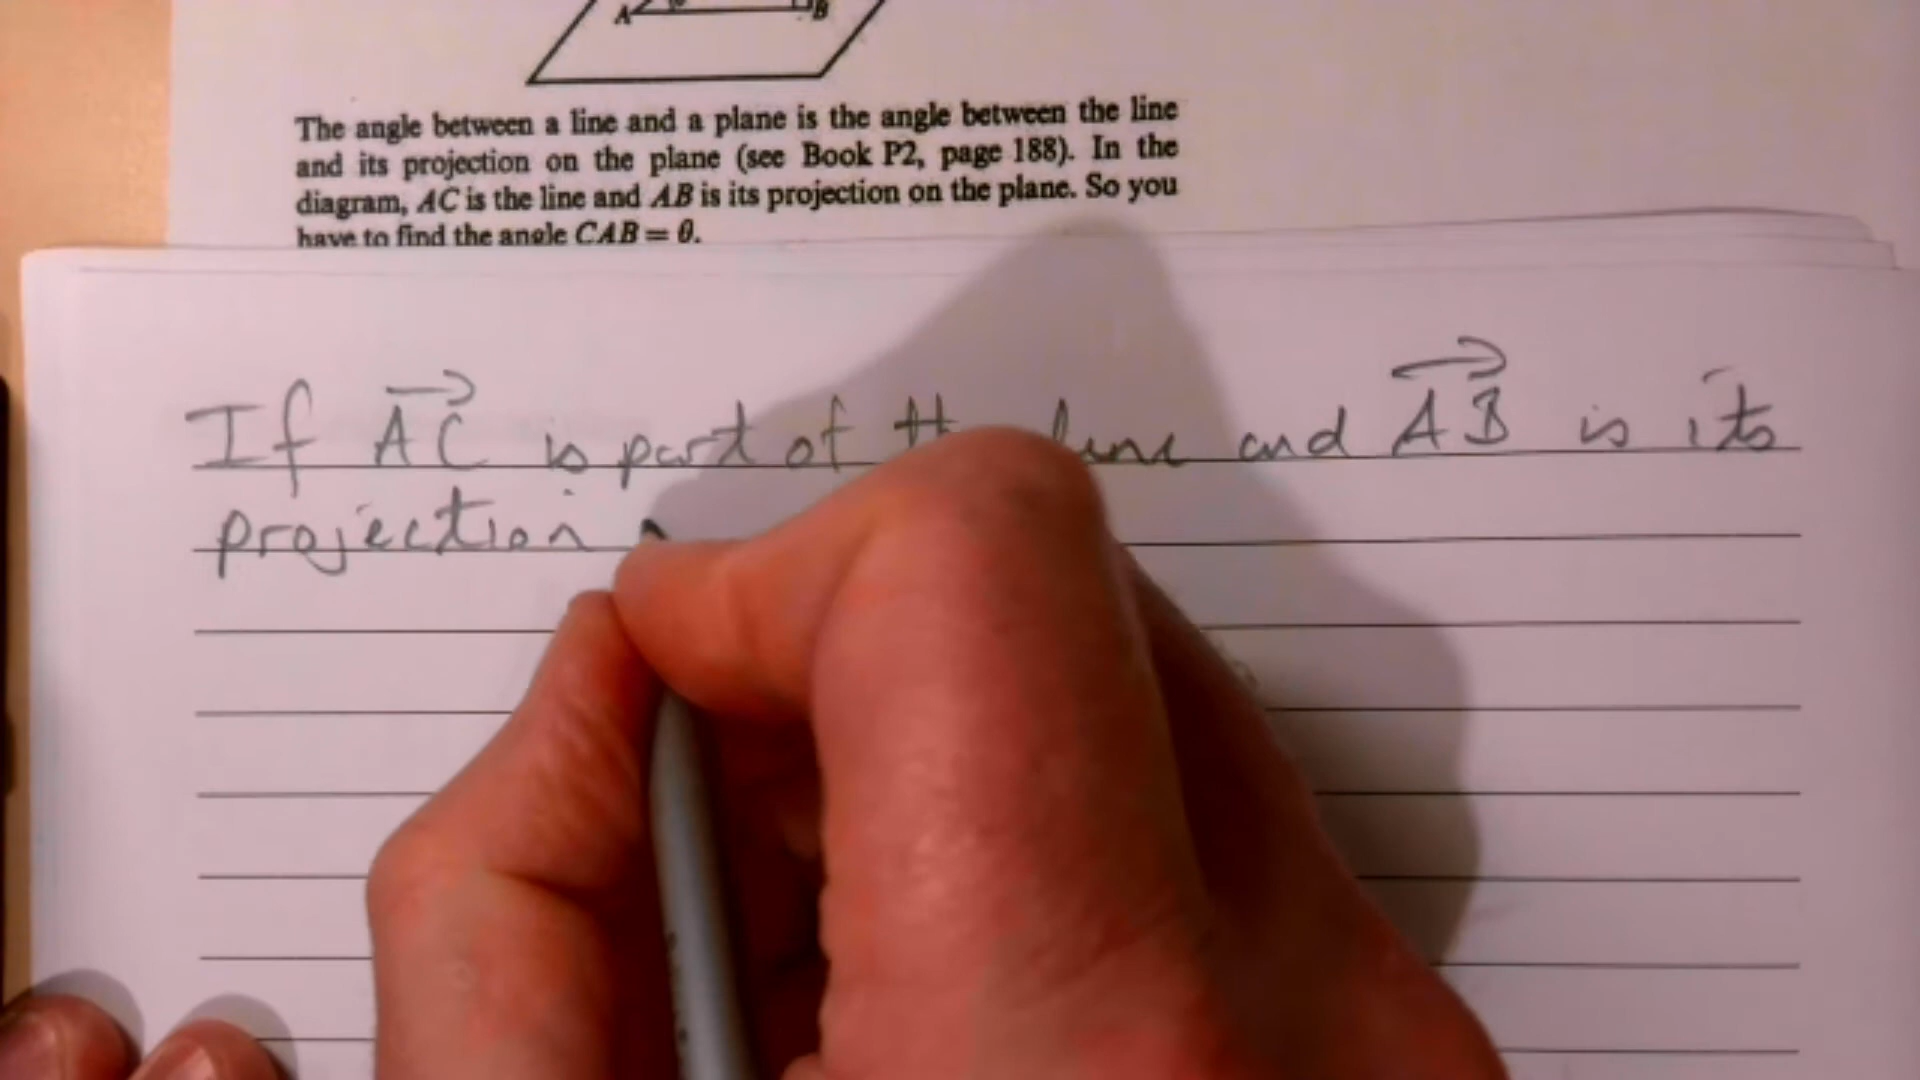 A B
The angle between a line and a plane is the angle between the line
and its projection on the plane (see Book P2, page 188). In the
diagram, AC is the line and AB is its projection on the plane. So you
have to find the angle CAB = θ.
If AC is part of line and AB is its
projection